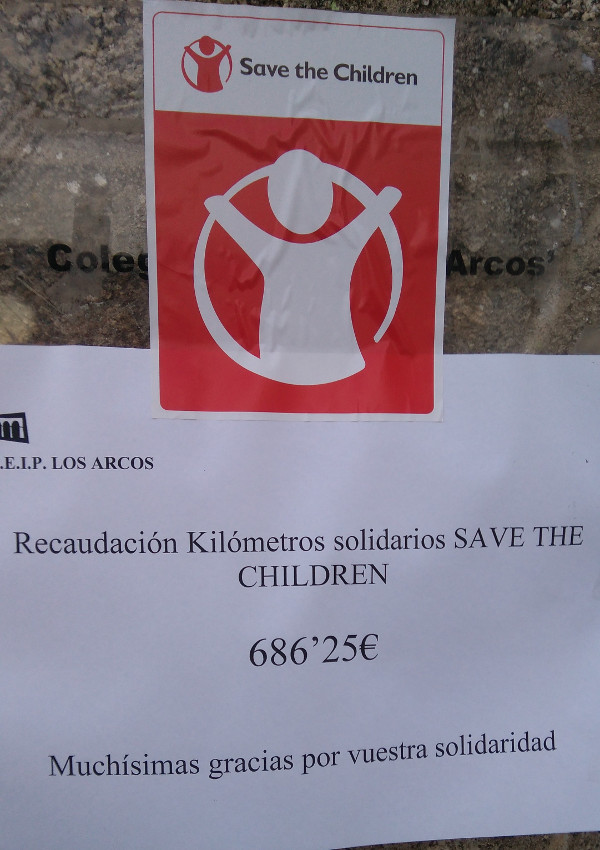 Save the Children
Coleg Arcos'
.E.I.P. LOS ARCOS
Recaudación Kilómetros solidarios SAVE THE
CHILDREN
686'25€
Muchísimas gracias por vuestra solidaridad